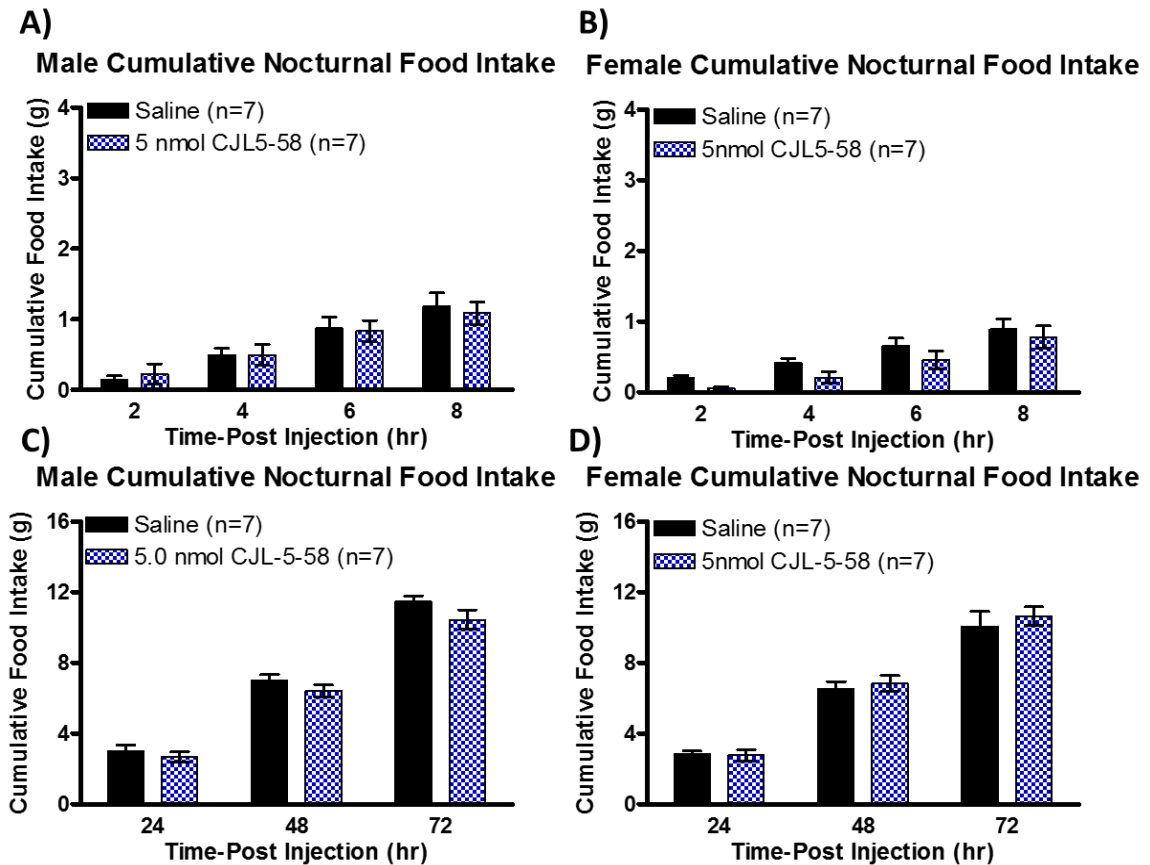 A)
Male Cumulative Nocturnal Food Intake
Cumulative Food Intake (g)
4
3
2
1
0
Saline (n=7)
5 nmol CJL5-58 (n=7)
2 4 6 8
Time-Post Injection (hr)
B)
Female Cumulative Nocturnal Food Intake
Cumulative Food Intake (g)
4
3
2
1
0
Saline (n=7)
5nmol CJL5-58 (n=7)
2 4 6 8
Time-Post Injection (hr)
C)
Male Cumulative Nocturnal Food Intake
Cumulative Food Intake (g)
16
12
8
4
0
Saline (n=7)
5.0 nmol CJL-5-58 (n=7)
24 48 72
Time-Post Injection (hr)
D)
Female Cumulative Nocturnal Food Intake
Cumulative Food Intake (g)
16
12
8
4
0
Saline (n=7)
5nmol CJL-5-58 (n=7)
24 48 72
Time-Post Injection (hr)